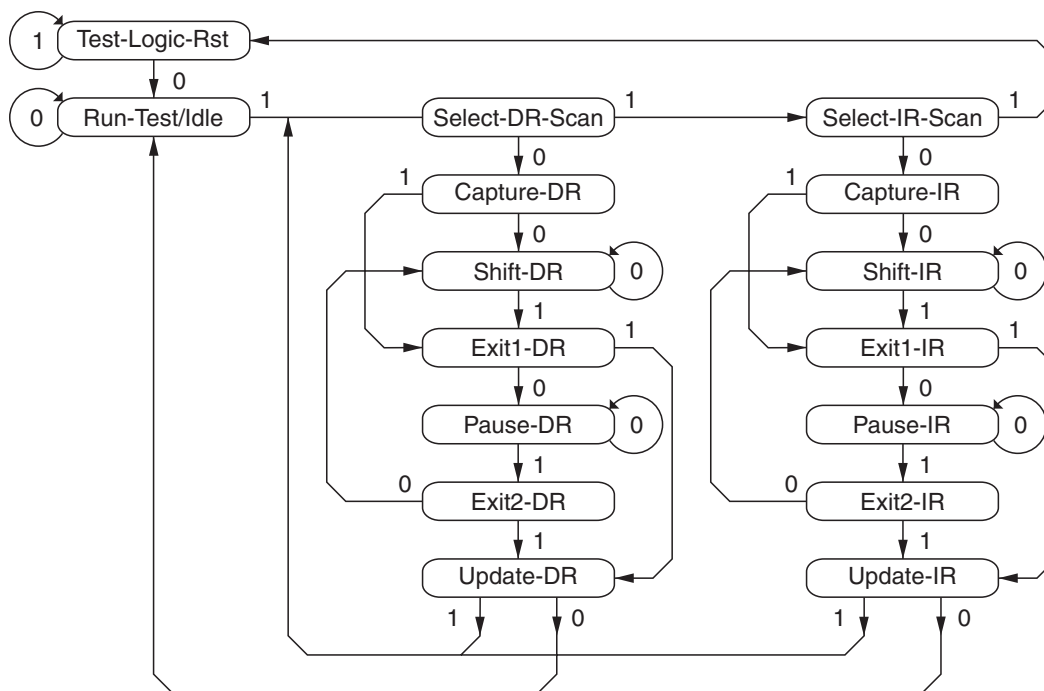 1 Test-Logic-Rst
0
0 Run-Test/Idle 1 Select-DR-Scan 1 Select-IR-Scan 1
0 0
1 Capture-DR 1 Capture-IR
0 0
Shift-DR 0 Shift-IR 0
1 1
Exit1-DR 1 Exit1-IR 1
0 0
Pause-DR 0 Pause-IR 0
1 1
0 Exit2-DR 0 Exit2-IR
1 1
Update-DR Update-IR
1 0 1 0